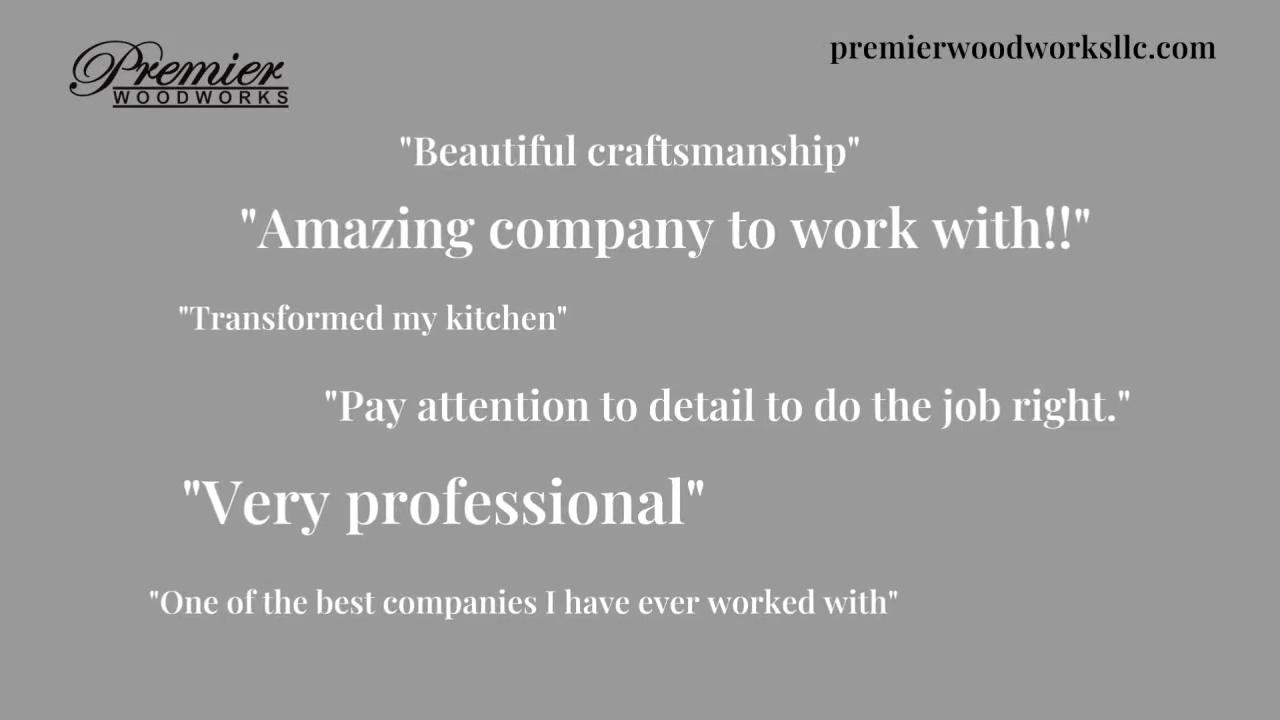 Premier
WOODWORKS
premierwoodworksllc.com
"Beautiful craftsmanship"
"Amazing company to work with!!"
"Transformed my kitchen"
"Pay attention to detail to do the job right."
"Very professional"
"One of the best companies I have ever worked with"